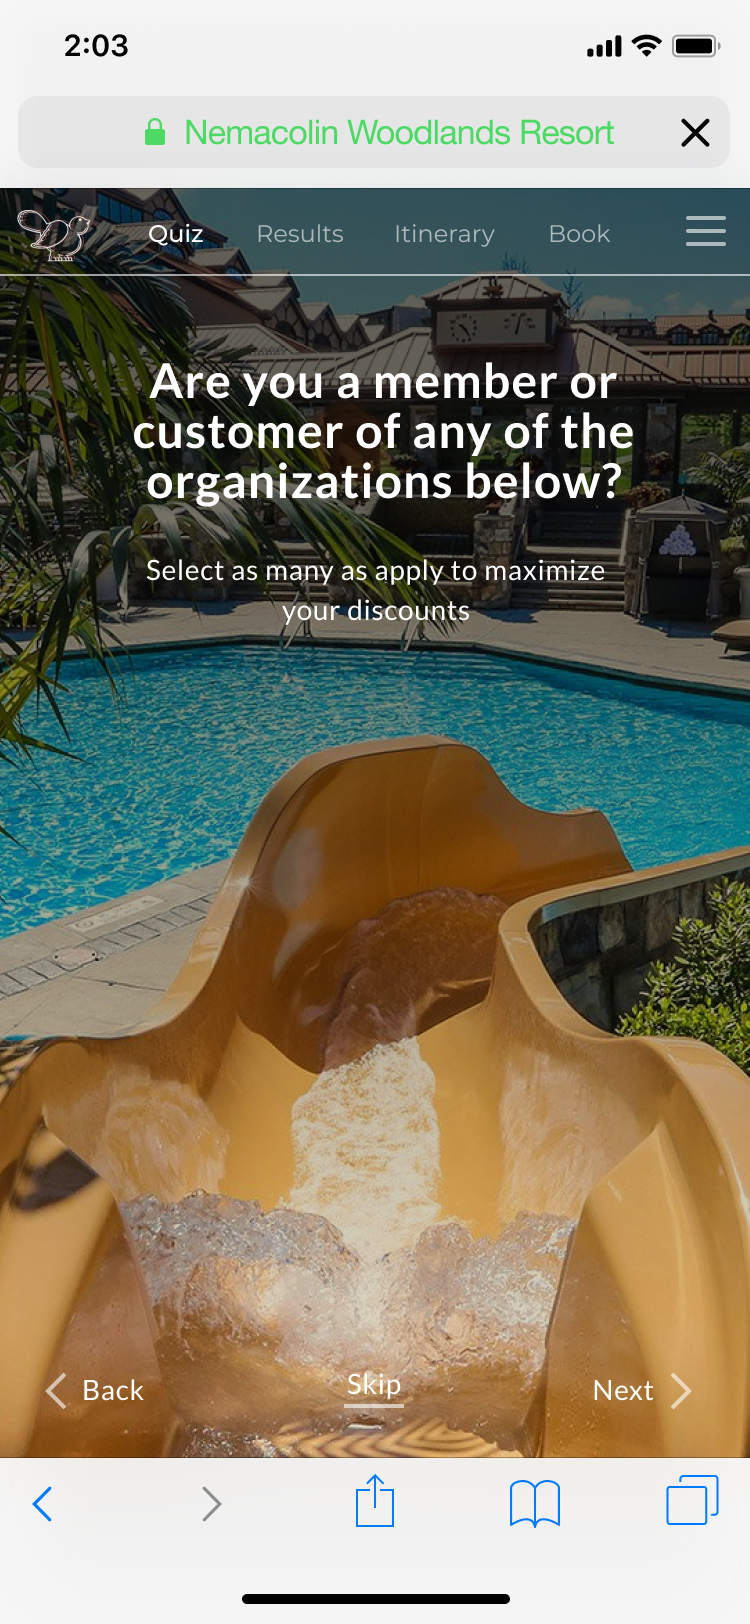 2:03
Nemacolin Woodlands Resort
Quiz Results Itinerary Book
Are you a member or
customer of any of the
organizations below?
Select as many as apply to maximize
your discounts
Back Skip Next